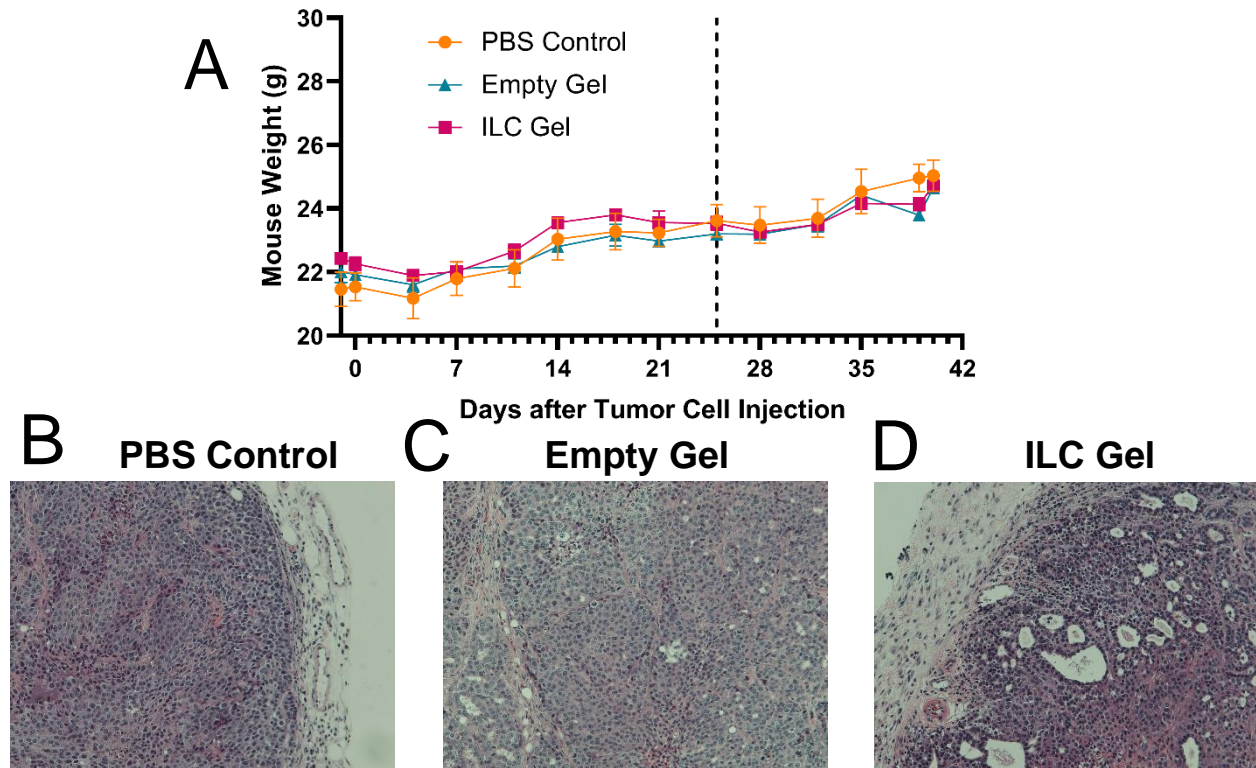 A
Mouse Weight (g)
30
28
26
24
22
20
PBS Control
Empty Gel
ILC Gel
0 7 14 21 28 35 42
Days after Tumor Cell Injection
B PBS Control
C Empty Gel
D ILC Gel